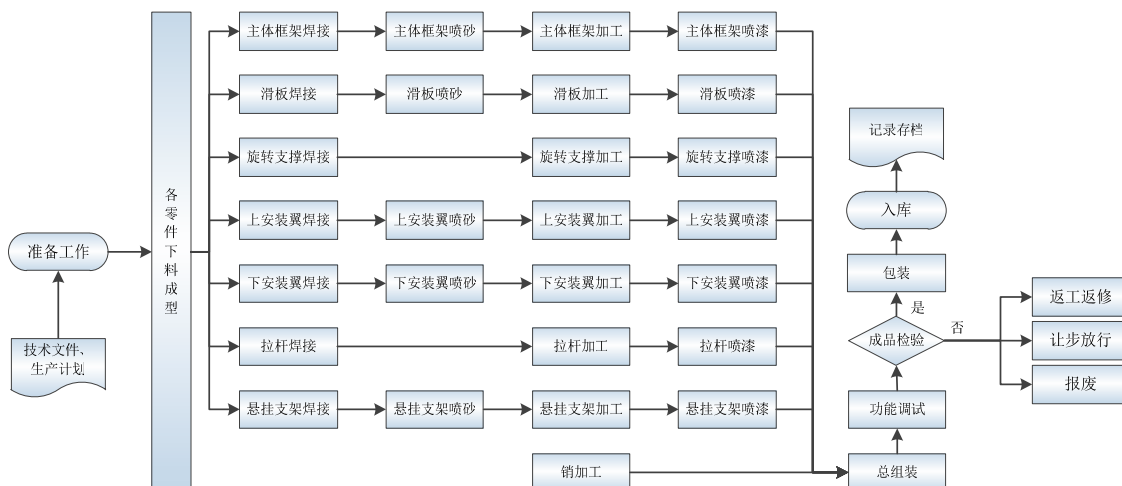 技术文件、
生产计划
准备工作
各零件下料成型
主体框架焊接
主体框架喷砂
主体框架加工
主体框架喷漆
滑板焊接
滑板喷砂
滑板加工
滑板喷漆
旋转支撑焊接
旋转支撑加工
旋转支撑喷漆
上安装翼焊接
上安装翼喷砂
上安装翼加工
上安装翼喷漆
下安装翼焊接
下安装翼喷砂
下安装翼加工
下安装翼喷漆
拉杆焊接
拉杆加工
拉杆喷漆
悬挂支架焊接
悬挂支架喷砂
悬挂支架加工
悬挂支架喷漆
销加工
总组装
功能调试
成品检验
是
否
包装
入库
记录存档
返工返修
让步放行
报废